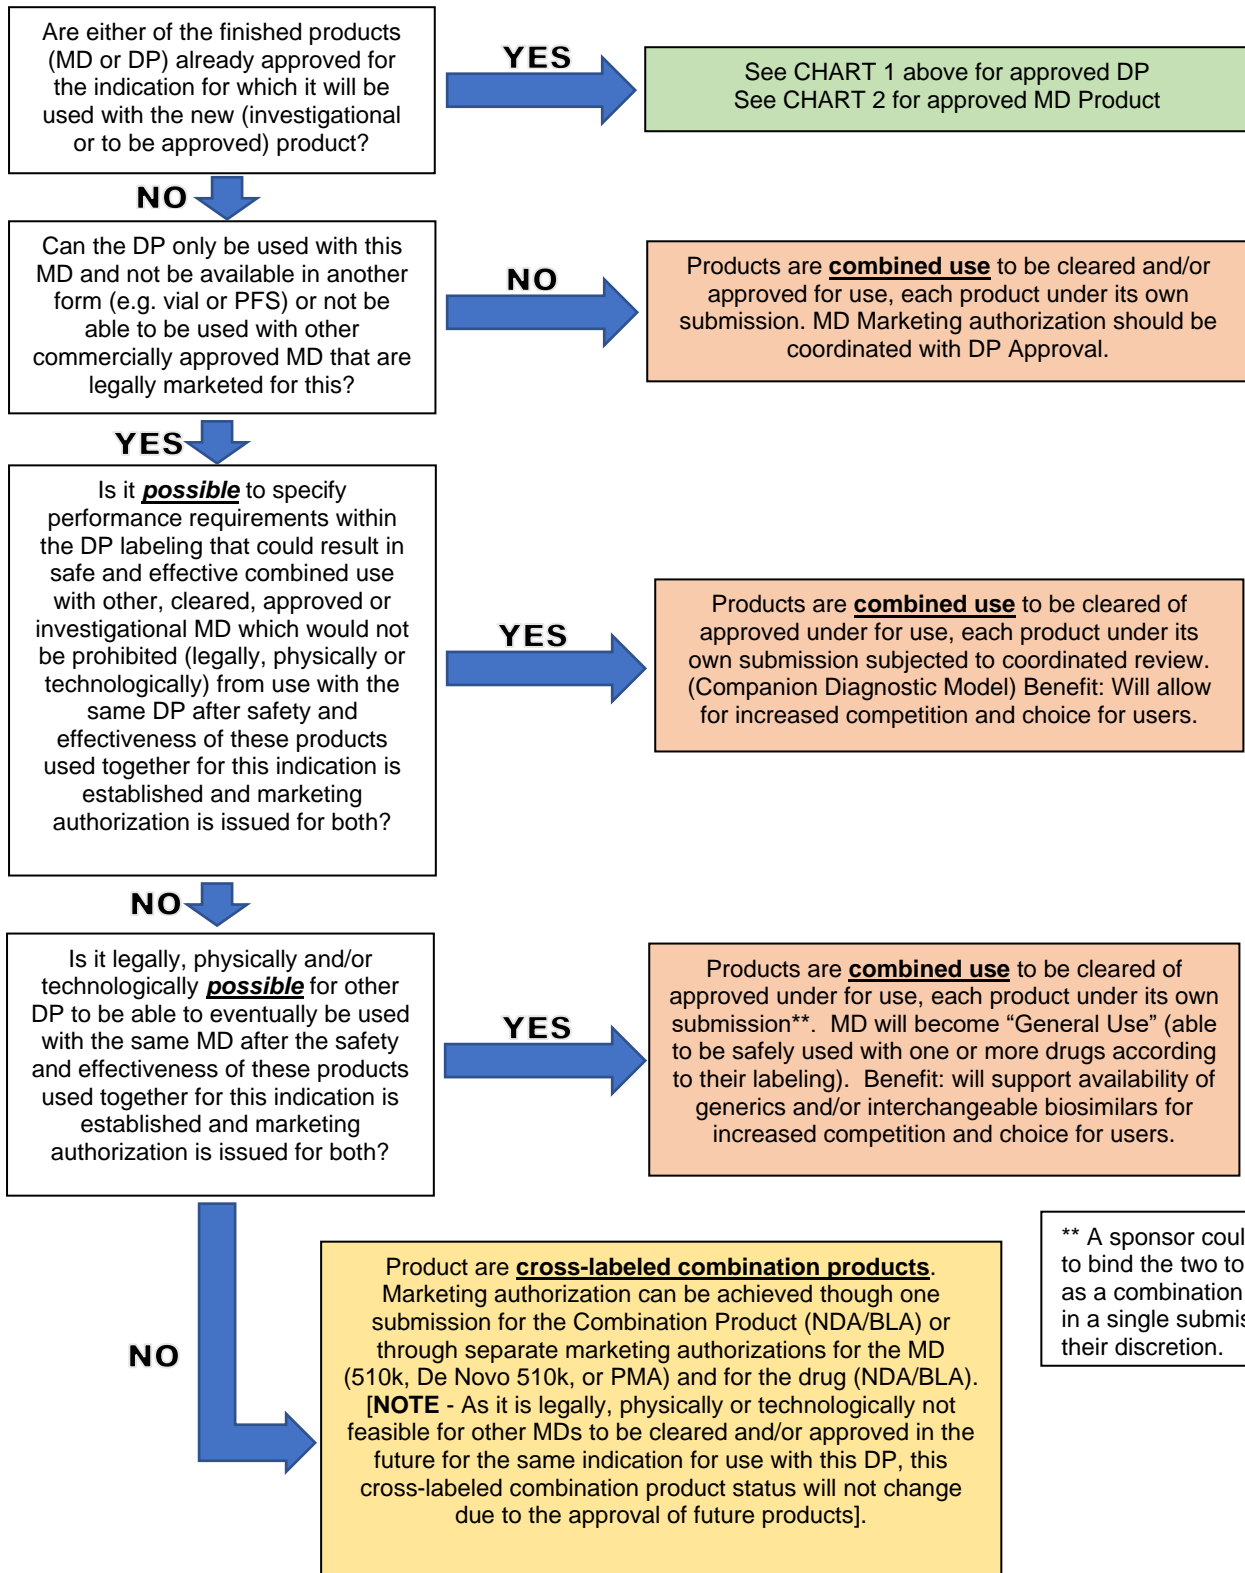 Are either of the finished products
(MD or DP) already approved for
the indication for which it will be
used with the new (investigational
or to be approved) product?
YES
See CHART 1 above for approved DP
See CHART 2 for approved MD Product
NO
Can the DP only be used with this
MD and not be available in another
form (e.g. vial or PFS) or not be
able to be used with other
commercially approved MD that are
legally marketed for this?
NO
Products are combined use to be cleared and/or
approved for use, each product under its own
submission. MD Marketing authorization should be
coordinated with DP Approval.
YES
Is it possible to specify
performance requirements within
the DP labeling that could result in
safe and effective combined use
with other, cleared, approved or
investigational MD which would not
be prohibited (legally, physically or
technologically) from use with the
same DP after safety and
effectiveness of these products
used together for this indication is
established and marketing
authorization is issued for both?
YES
Products are combined use to be cleared of
approved under for use, each product under its
own submission subjected to coordinated review.
(Companion Diagnostic Model) Benefit: Will allow
for increased competition and choice for users.
NO
Is it legally, physically and/or
technologically possible for other
DP to be able to eventually be used
with the same MD after the safety
and effectiveness of these products
used together for this indication is
established and marketing
authorization is issued for both?
YES
Products are combined use to be cleared of
approved under for use, each product under its own
submission**. MD will become “General Use” (able
to be safely used with one or more drugs according
to their labeling). Benefit: will support availability of
generics and/or interchangeable biosimilars for
increased competition and choice for users.
NO
Product are cross-labeled combination products.
Marketing authorization can be achieved though one
submission for the Combination Product (NDA/BLA) or
through separate marketing authorizations for the MD
(510k, De Novo 510k, or PMA) and for the drug (NDA/BLA).
[NOTE - As it is legally, physically or technologically not
feasible for other MDs to be cleared and/or approved in the
future for the same indication for use with this DP, this
cross-labeled combination product status will not change
due to the approval of future products].
** A sponsor
to bind the two
as a combination
in a single
their discretion.